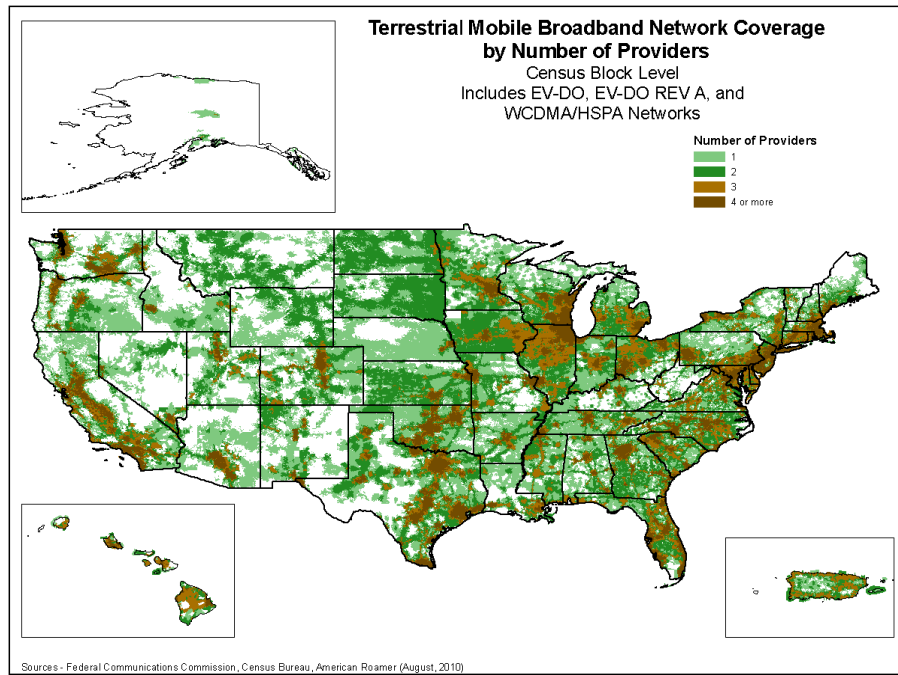 Terrestrial Mobile Broadband Network Coverage
by Number of Providers
Census Block Level
Includes EV-DO, EV-DO REV A, and
WCDMA/HSPA Networks
Number of Providers
1
2
3
4 or more
Sources - Federal Communications Commission, Census Bureau, American Roamer (August, 2010)